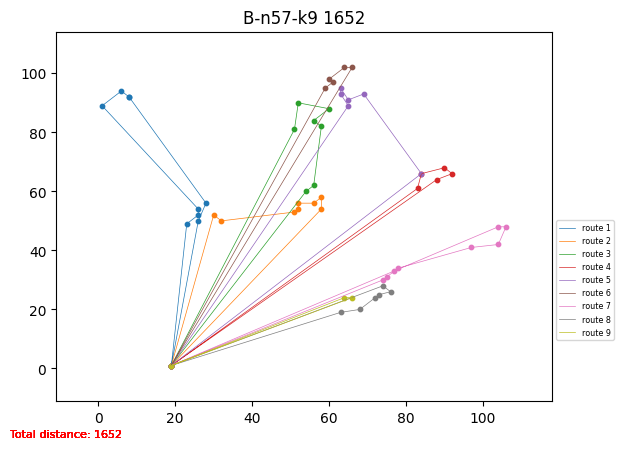 B-n57-k9 1652
100
80
60
40
20
0
0 20 40 60 80 100
route 1
route 2
route 3
route 4
route 5
route 6
route 7
route 8
route 9
Total distance: 1652